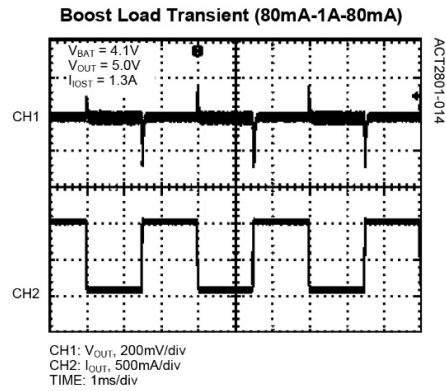 Boost Load Transient (80mA-1A-80mA)
VBAT = 4.1V
VOUT = 5.0V
IIOST = 1.3A
CH1
CH2
ACT2801-014
CH1: VOUT, 200mV/div
CH2: IOUT, 500mA/div
TIME: 1ms/div